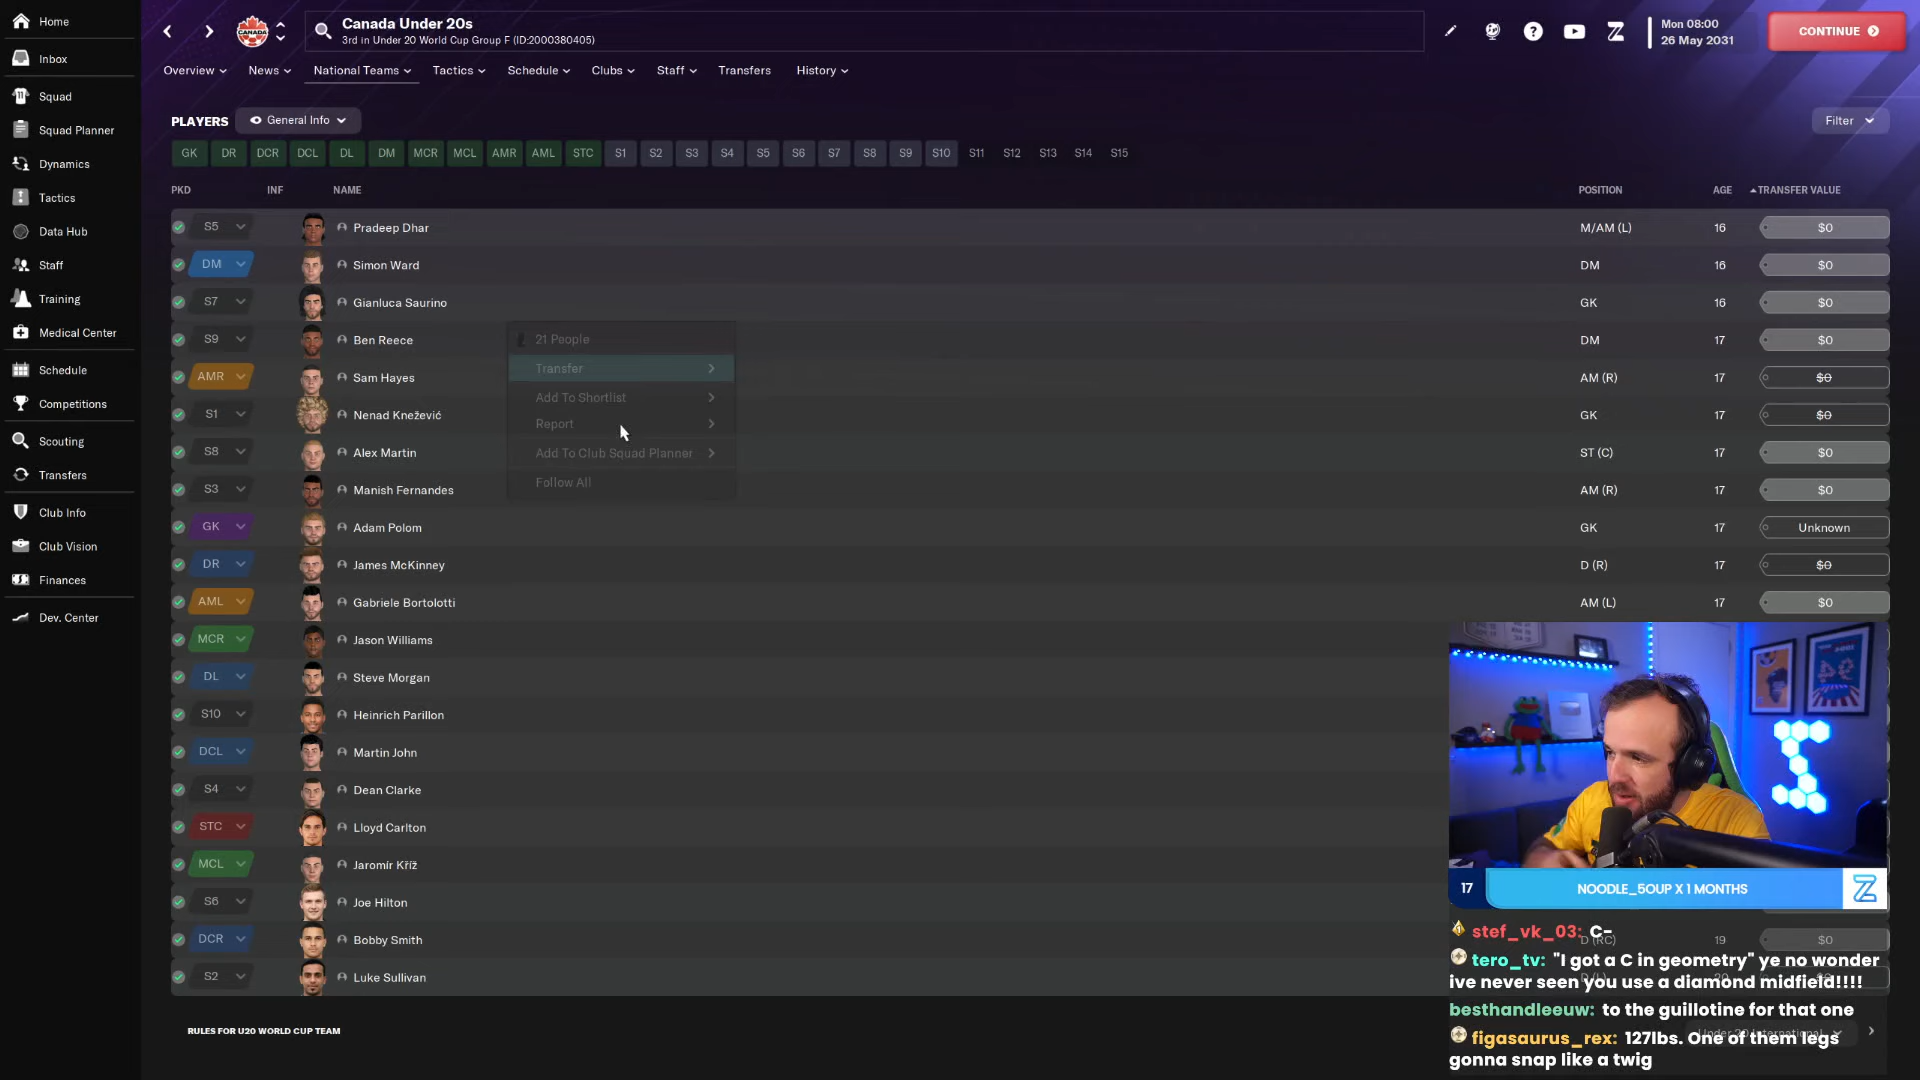 Home
Inbox
Squad
Squad Planner
Dynamics
Tactics
Data Hub
Staff
Training
Medical Center
Schedule
Competitions
Scouting
Transfers
Club Info
Club Vision
Finances
Dev. Center
CANADA
Canada Under 20s
3rd in Under 20 World Cup Group F (ID:2000380405)
Mon 08:00
26 May 2031
CONTINUE
Overview News National Teams Tactics Schedule Clubs Staff Transfers History
PLAYERS General Info Filter
GK DR DCR DCL DL DM MCR MCL AMR AML STC S1 S2 S3 S4 S5 S6 S7 S8 S9 S10 S11 S12 S13 S14 S15
PKD INF NAME POSITION AGE TRANSFER VALUE
S5 Pradeep Dhar M/AM (L) 16 $0
DM Simon Ward DM 16 $0
S7 Gianluca Saurino GK 16 $0
S9 Ben Reece DM 17 $0
AMR Sam Hayes AM (R) 17 $0
S1 Nenad Knežević GK 17 $0
S8 Alex Martin ST (C) 17 $0
S3 Manish Fernandes AM (R) 17 $0
GK Adam Polom GK 17 Unknown
DR James McKinney D (R) 17 $0
AML Gabriele Bortolotti AM (L) 17 $0
MCR Jason Williams
DL Steve Morgan
S10 Heinrich Parillon
DCL Martin John
S4 Dean Clarke
STC Lloyd Carlton
MCL Jaromír Kříž
S6 Joe Hilton
DCR Bobby Smith D (RC) 19 $0
S2 Luke Sullivan D (L) 20 $0
21 People
Transfer
Add To Shortlist
Report
Add To Club Squad Planner
Follow All
RULES FOR U20 WORLD CUP TEAM
Under 20 International
17 NOODLE_5OUP X 1 MONTHS
stef_vk_03: C-
tero_tv: "I got a C in geometry" ye no wonder
ive never seen you use a diamond midfield!!!!
besthandleeuw: to the guillotine for that one
figasaurus_rex: 127lbs. One of them legs
gonna snap like a twig